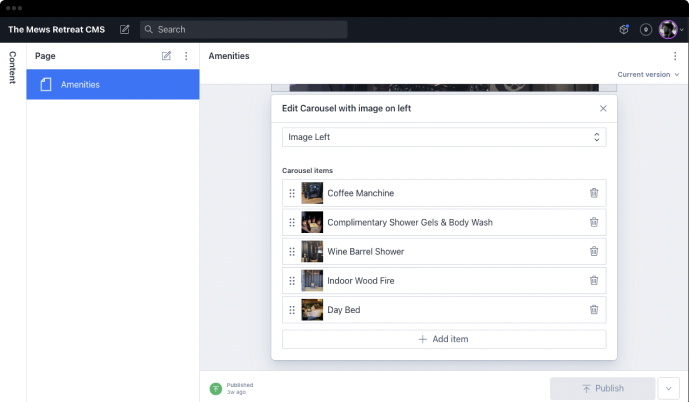 The Mews Retreat CMS
Search
0
Content
Page
Amenities
Amenities
Current version
Edit Carousel with image on left
Image Left
Carousel items
Coffee Manchine
Complimentary Shower Gels & Body Wash
Wine Barrel Shower
Indoor Wood Fire
Day Bed
Add item
Published
1w ago
Publish